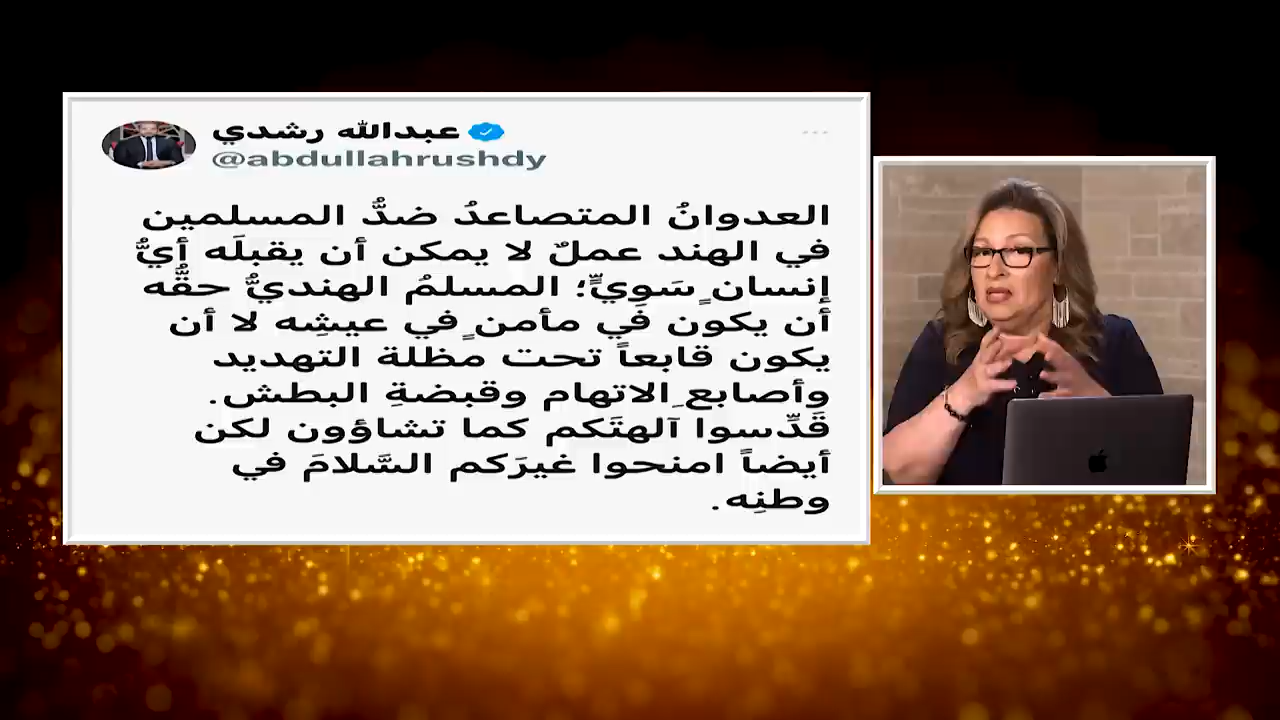 عبدالله رشدي
@abdullahrushdy
العدوانُ المتصاعدُ ضدُّ المسلمين
في الهند عملٌ لا يمكن أن يقبلَه أيُّ
إنسانٍ سَوِيٍّ؛ المسلمُ الهنديُّ حقُّه
أن يكون في مأمنٍ في عيشِه لا أن
يكون قابعاً تحت مظلة التهديد
وأصابعِ الاتهام وقبضةِ البطش.
قَدِّسوا آلهتَكم كما تشاؤون لكن
أيضاً امنحوا غيرَكم السَّلامَ في
وطنِه.